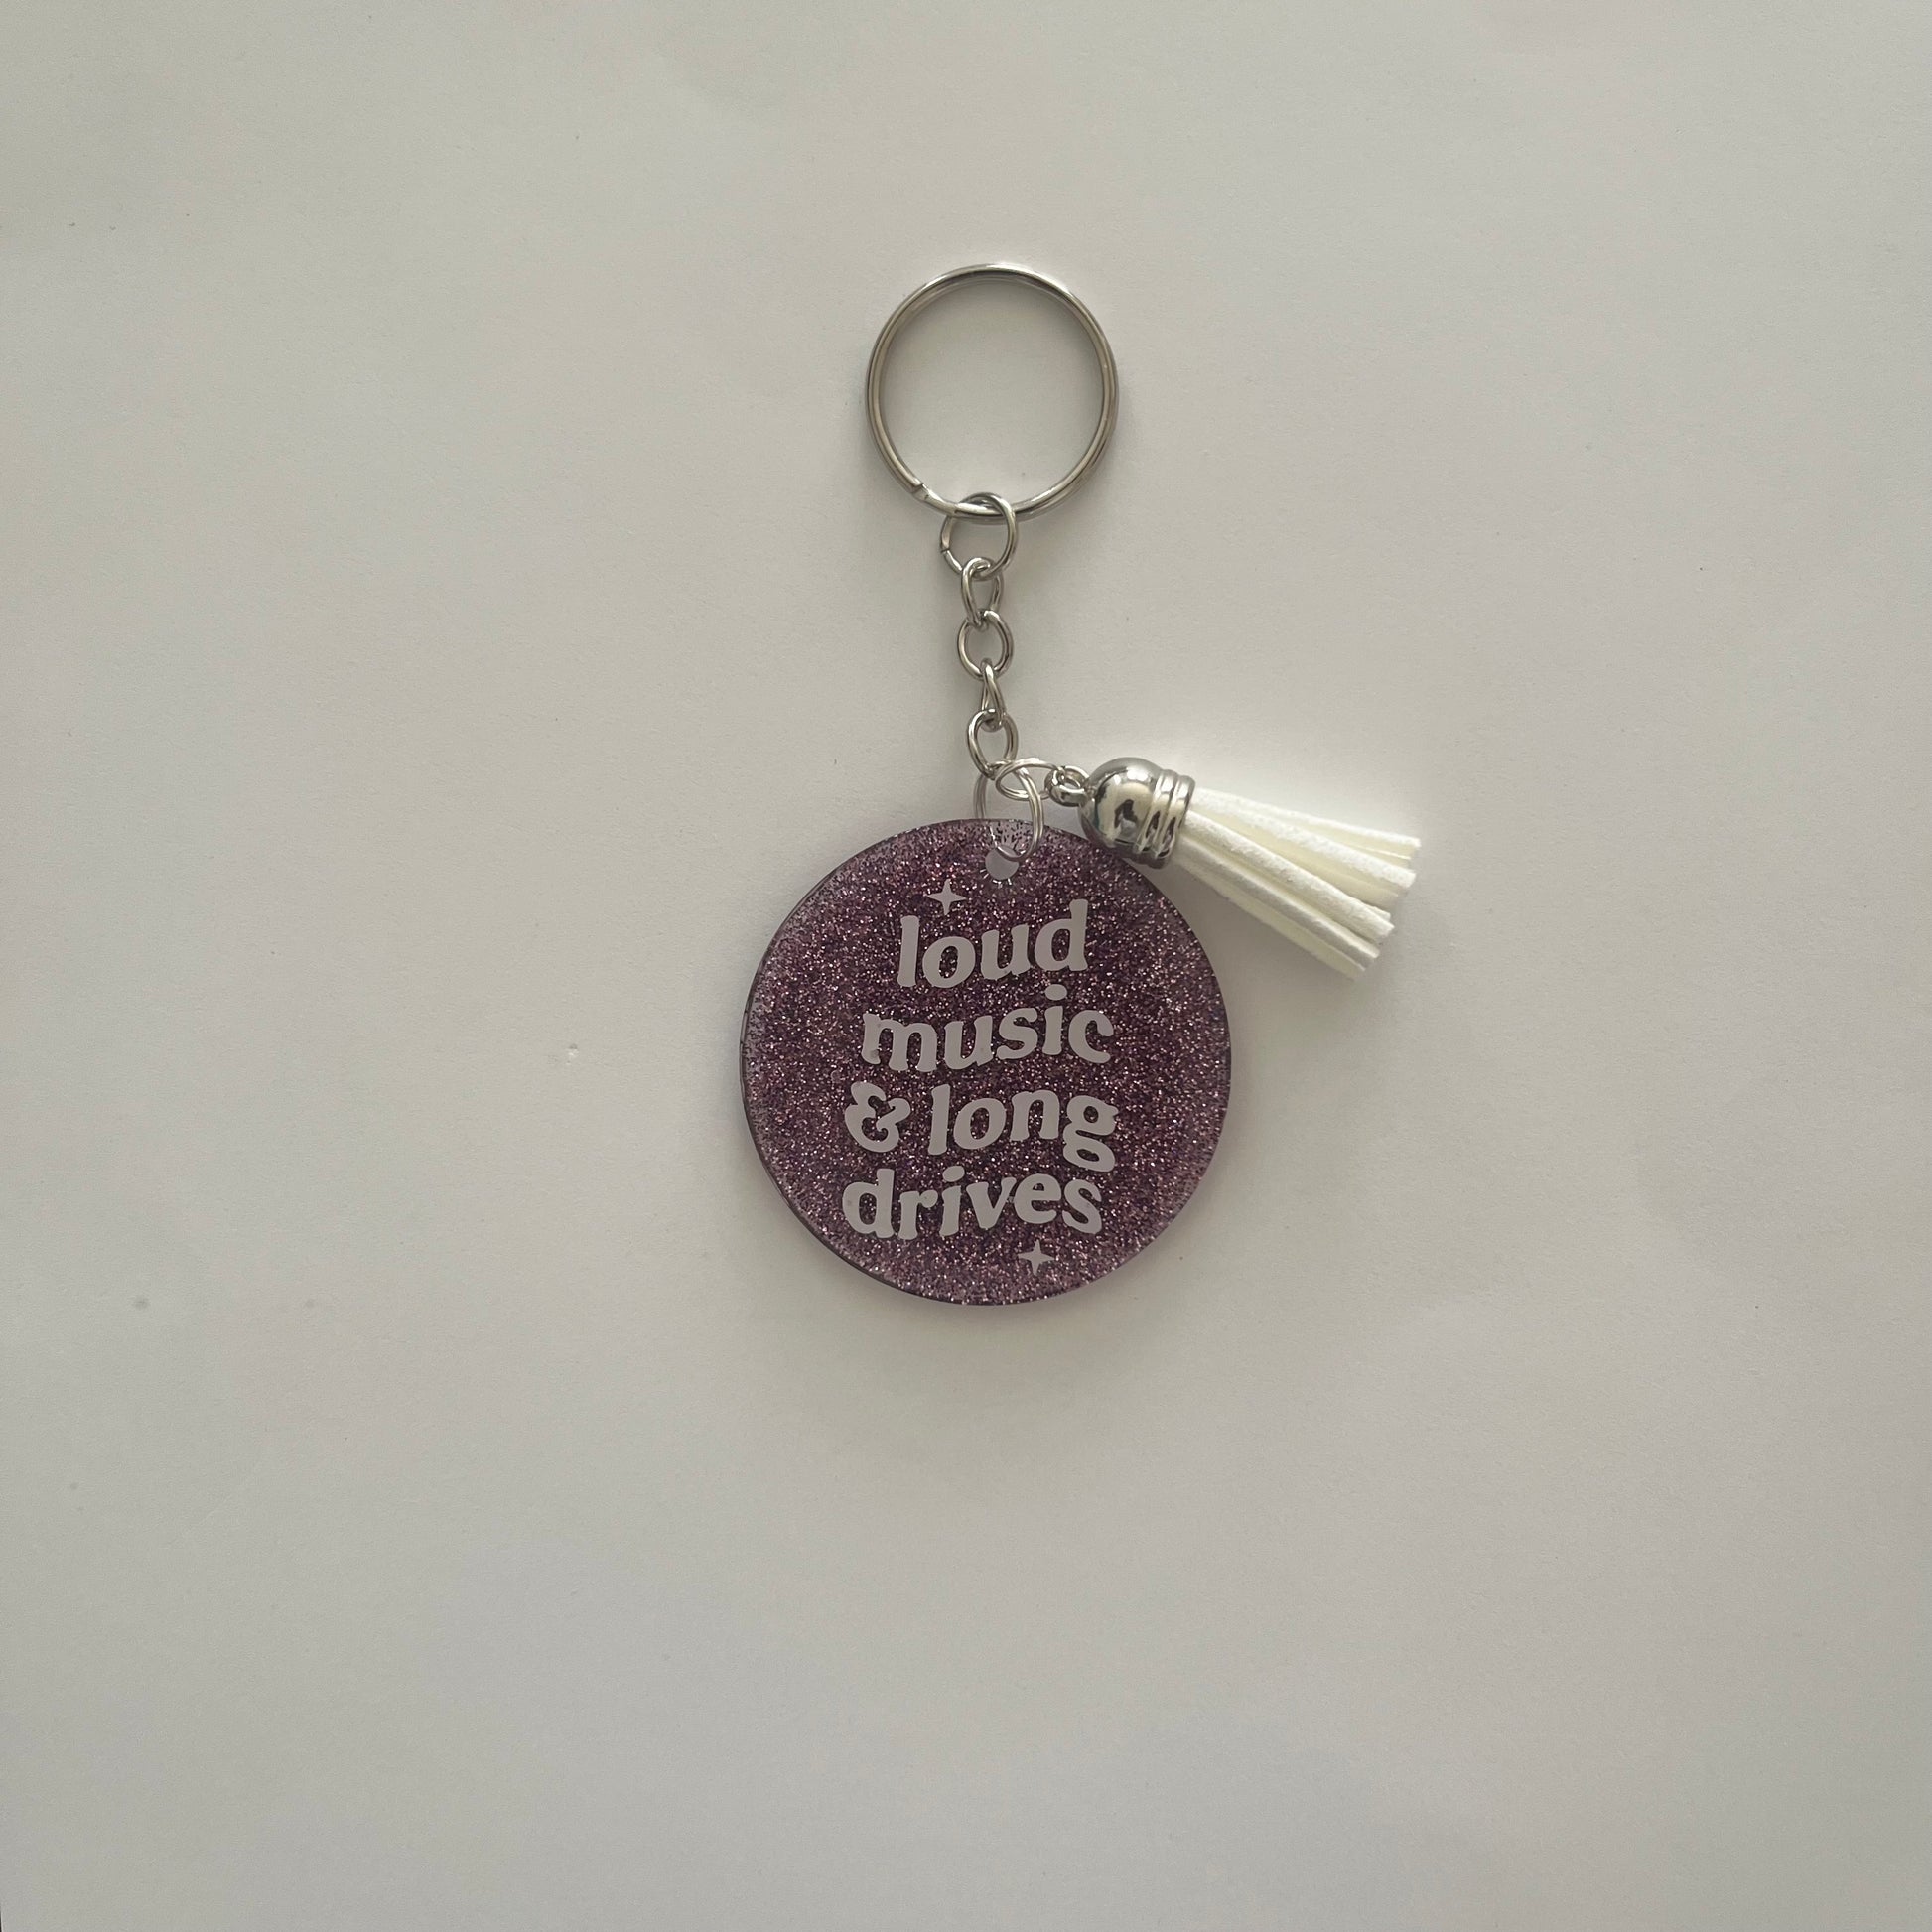 loud
music
& long
drives